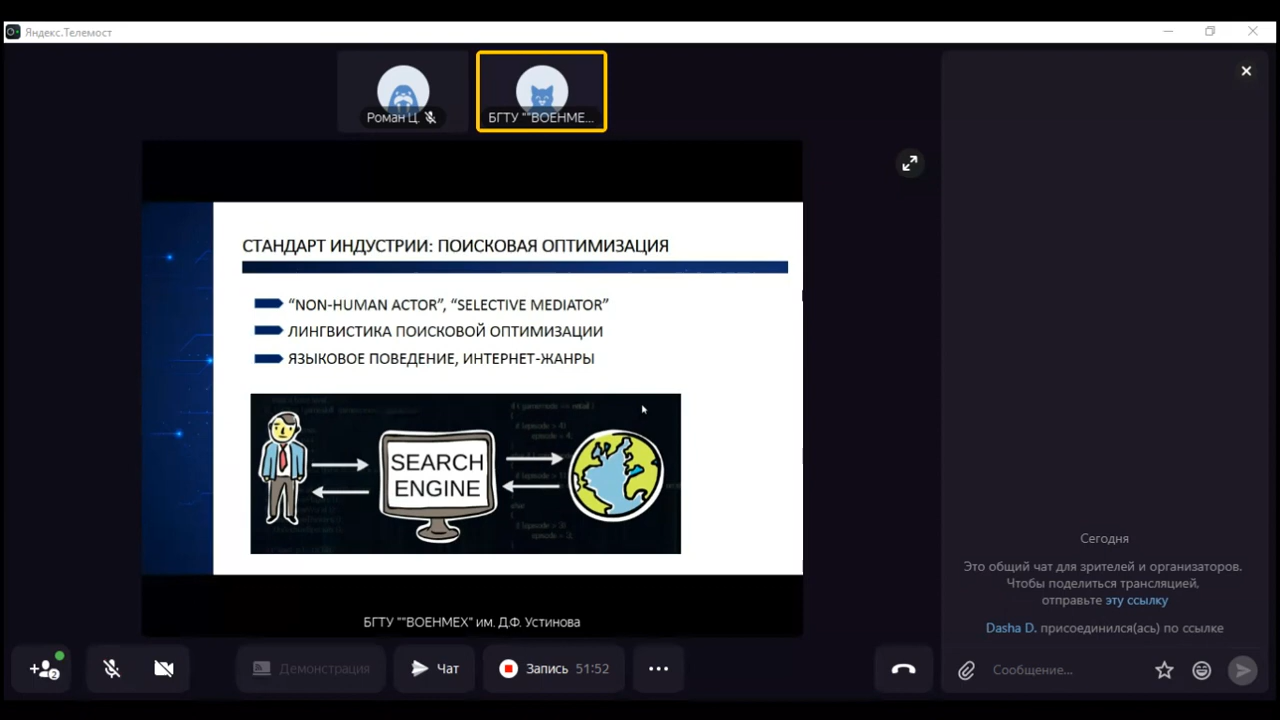 Яндекс.Телемост
Роман Ц.
БГТУ ""ВОЕНМЕ...
СТАНДАРТ ИНДУСТРИИ: ПОИСКОВАЯ ОПТИМИЗАЦИЯ
“NON-HUMAN ACTOR”, “SELECTIVE MEDIATOR”
ЛИНГВИСТИКА ПОИСКОВОЙ ОПТИМИЗАЦИИ
ЯЗЫКОВОЕ ПОВЕДЕНИЕ, ИНТЕРНЕТ-ЖАНРЫ
SEARCH
ENGINE
БГТУ ""ВОЕНМЕХ" им. Д.Ф. Устинова
Сегодня
Это общий чат для зрителей и организаторов.
Чтобы поделиться трансляцией,
отправьте эту ссылку
Dasha D. присоединился(ась) по ссылке
2
Демонстрация
Чат
Запись 51:52
Сообщение...